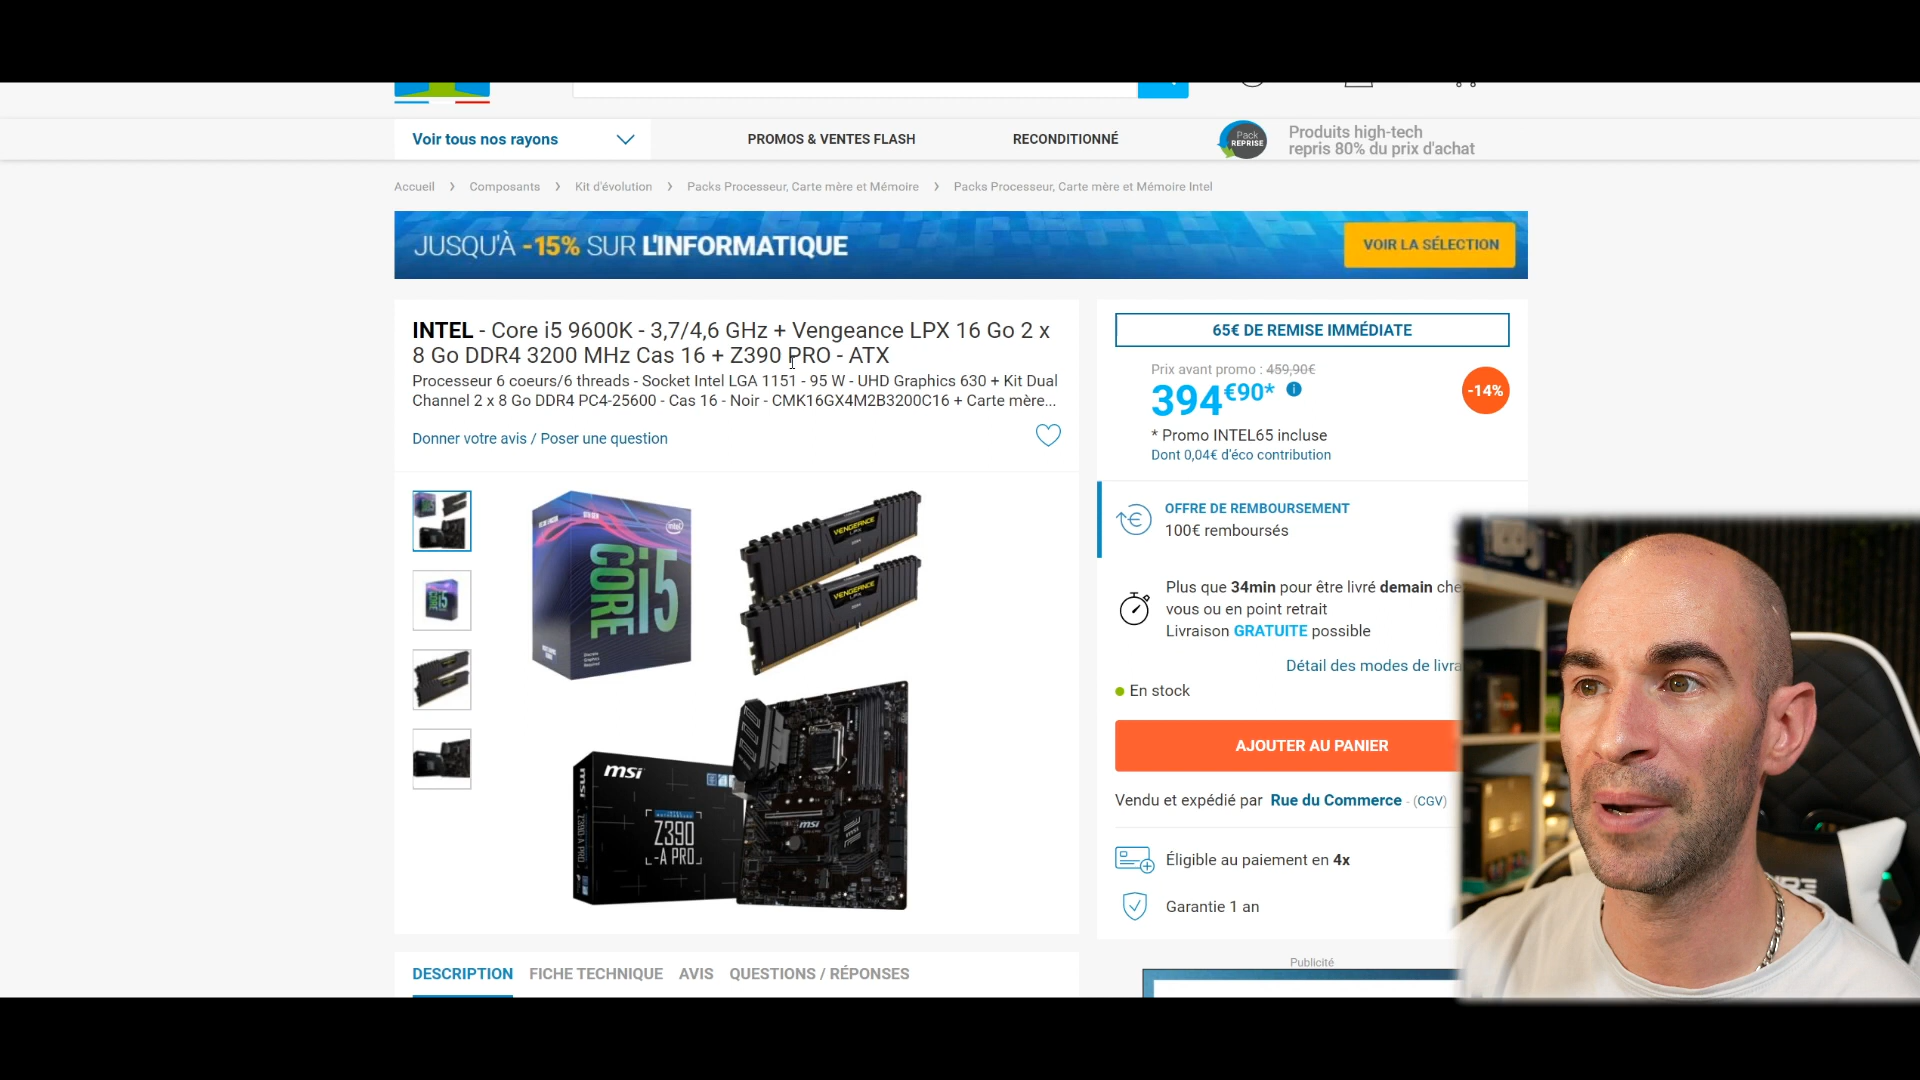 Voir tous nos rayons
PROMOS & VENTES FLASH
RECONDITIONNÉ
Pack
REPRISE
Produits high-tech
repris 80% du prix d'achat
Accueil > Composants > Kit d'évolution > Packs Processeur, Carte mère et Mémoire > Packs Processeur, Carte mère et Mémoire Intel
JUSQU'À -15% SUR L'INFORMATIQUE
VOIR LA SÉLECTION
INTEL - Core i5 9600K - 3,7/4,6 GHz + Vengeance LPX 16 Go 2 x
8 Go DDR4 3200 MHz Cas 16 + Z390 PRO - ATX
Processeur 6 coeurs/6 threads - Socket Intel LGA 1151 - 95 W - UHD Graphics 630 + Kit Dual
Channel 2 x 8 Go DDR4 PC4-25600 - Cas 16 - Noir - CMK16GX4M2B3200C16 + Carte mère...
Donner votre avis / Poser une question
intel
CORE i5
VENGEANCE
LPX
VENGEANCE
LPX
msi
Z390
-A PRO
msi
65€ DE REMISE IMMÉDIATE
Prix avant promo : 459,90€
394€90*
-14%
* Promo INTEL65 incluse
Dont 0,04€ d'éco contribution
OFFRE DE REMBOURSEMENT
100€ remboursés
Plus que 34min pour être livré demain che
vous ou en point retrait
Livraison GRATUITE possible
Détail des modes de livra
En stock
AJOUTER AU PANIER
Vendu et expédié par Rue du Commerce - (CGV)
Éligible au paiement en 4x
Garantie 1 an
Publicité
DESCRIPTION
FICHE TECHNIQUE
AVIS
QUESTIONS / RÉPONSES